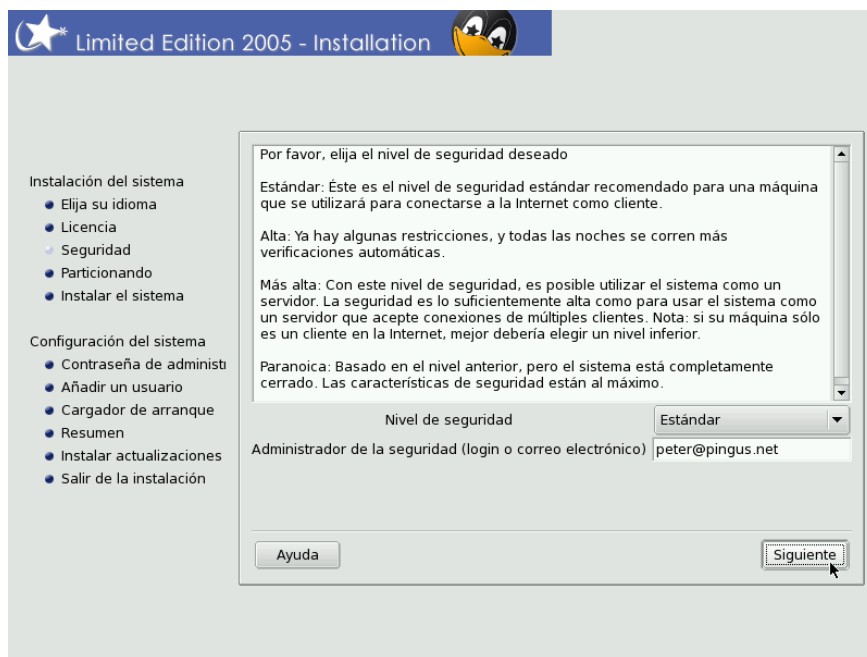 Limited Edition 2005 - Installation
Instalación del sistema
Elija su idioma
Licencia
Seguridad
Particionando
Instalar el sistema
Configuración del sistema
Contraseña de administ
Añadir un usuario
Cargador de arranque
Resumen
Instalar actualizaciones
Salir de la instalación
Por favor, elija el nivel de seguridad deseado
Estándar: Éste es el nivel de seguridad estándar recomendado para una máquina
que se utilizará para conectarse a la Internet como cliente.
Alta: Ya hay algunas restricciones, y todas las noches se corren más
verificaciones automáticas.
Más alta: Con este nivel de seguridad, es posible utilizar el sistema como un
servidor. La seguridad es lo suficientemente alta como para usar el sistema como
un servidor que acepte conexiones de múltiples clientes. Nota: si su máquina sólo
es un cliente en la Internet, mejor debería elegir un nivel inferior.
Paranoica: Basado en el nivel anterior, pero el sistema está completamente
cerrado. Las características de seguridad están al máximo.
Nivel de seguridad Estándar
Administrador de la seguridad (login o correo electrónico) peter@pingus.net
Ayuda Siguiente